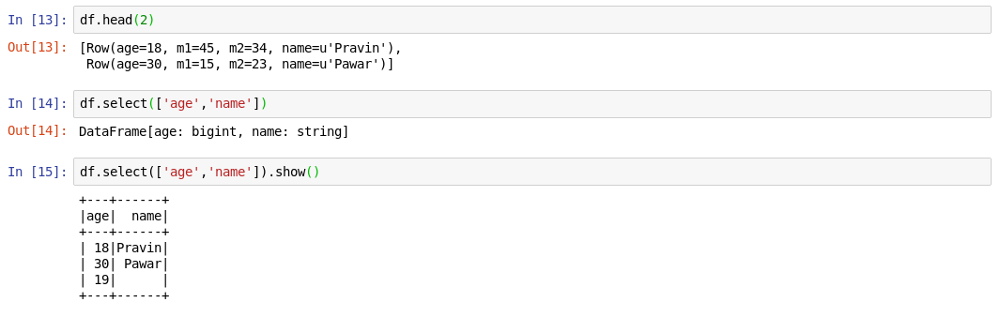 In [13]: df.head(2)
Out[13]: [Row(age=18, m1=45, m2=34, name=u'Pravin'),
 Row(age=30, m1=15, m2=23, name=u'Pawar')]
In [14]: df.select(['age','name'])
Out[14]: DataFrame[age: bigint, name: string]
In [15]: df.select(['age','name']).show()
+---+------+
|age|  name|
+---+------+
| 18|Pravin|
| 30| Pawar|
| 19|      |
+---+------+